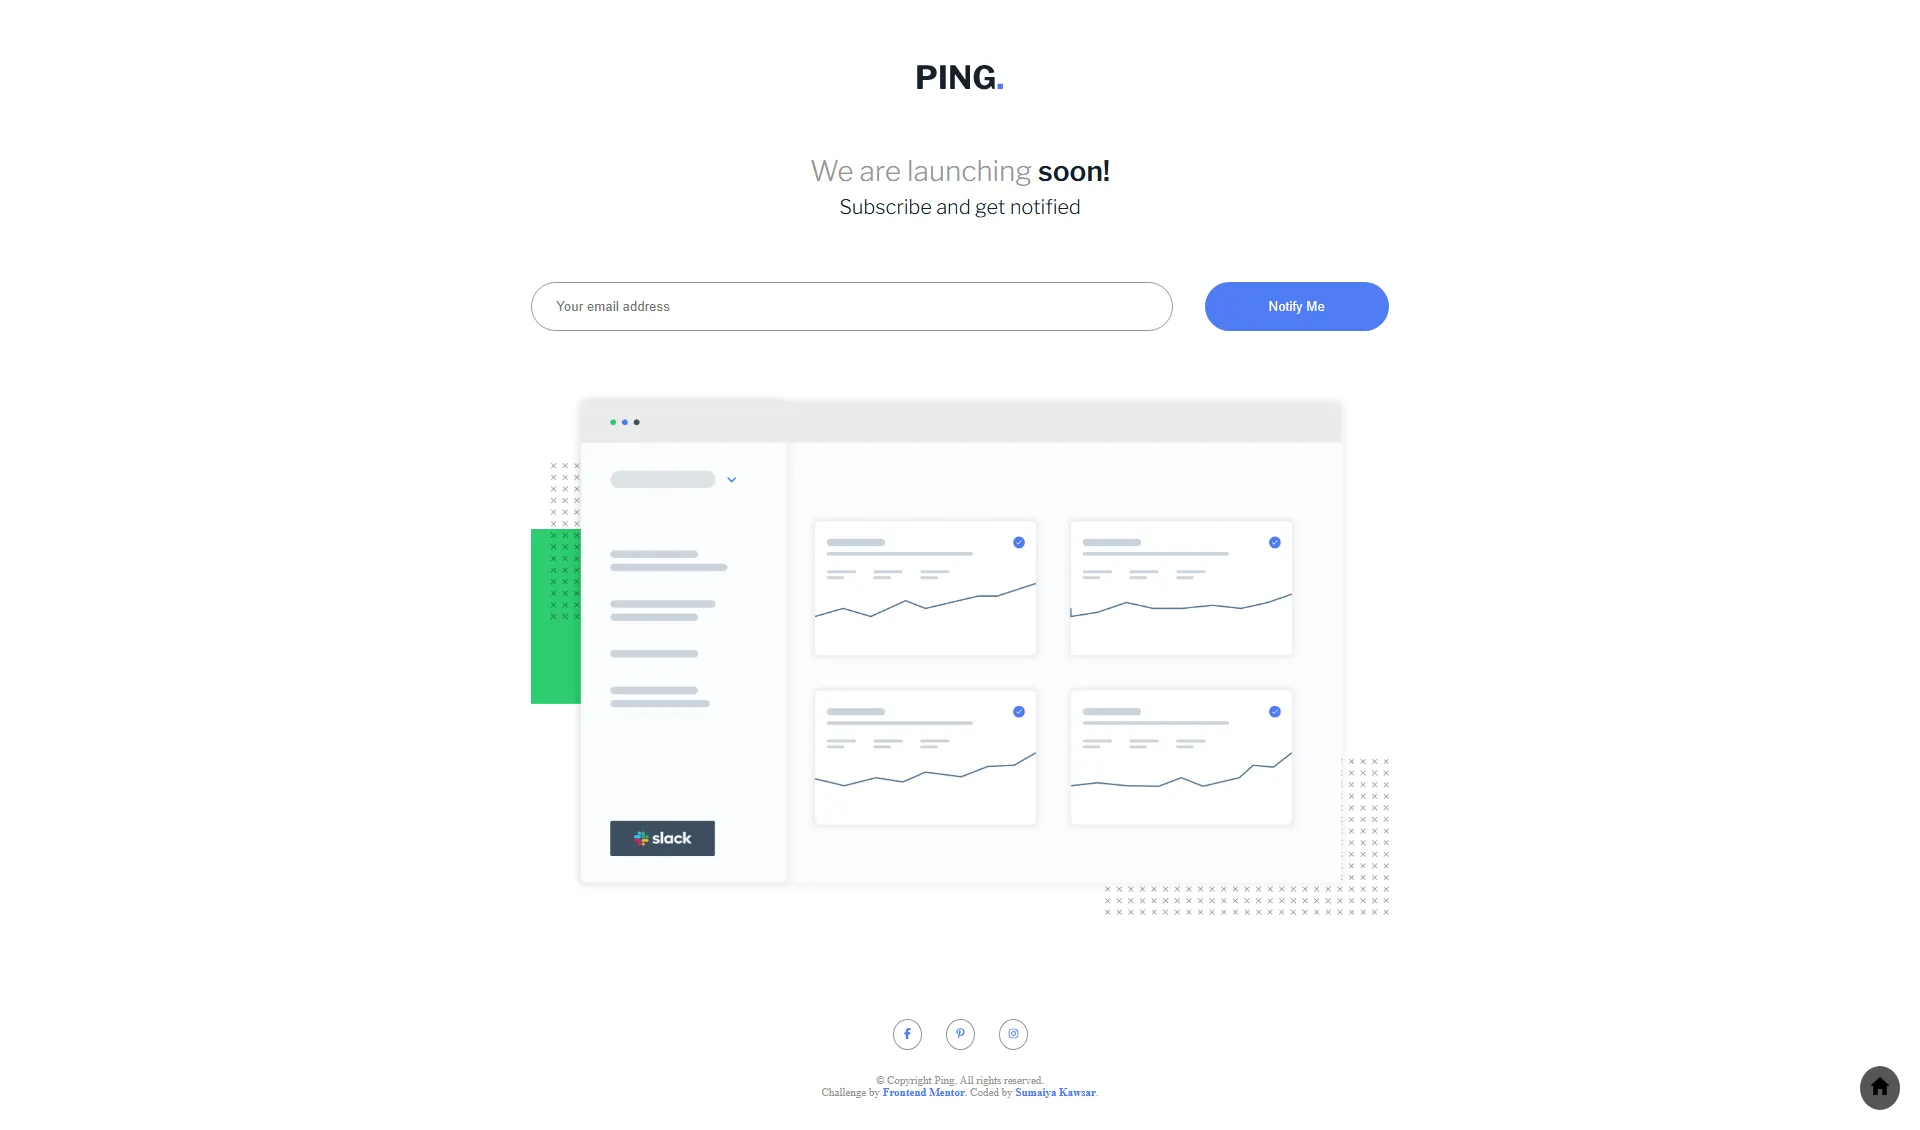 PING.
We are launching soon!
Subscribe and get notified
Your email address
Notify Me
slack
© Copyright Ping. All rights reserved.
Challenge by Frontend Mentor. Coded by Sumaiya Kawsar.